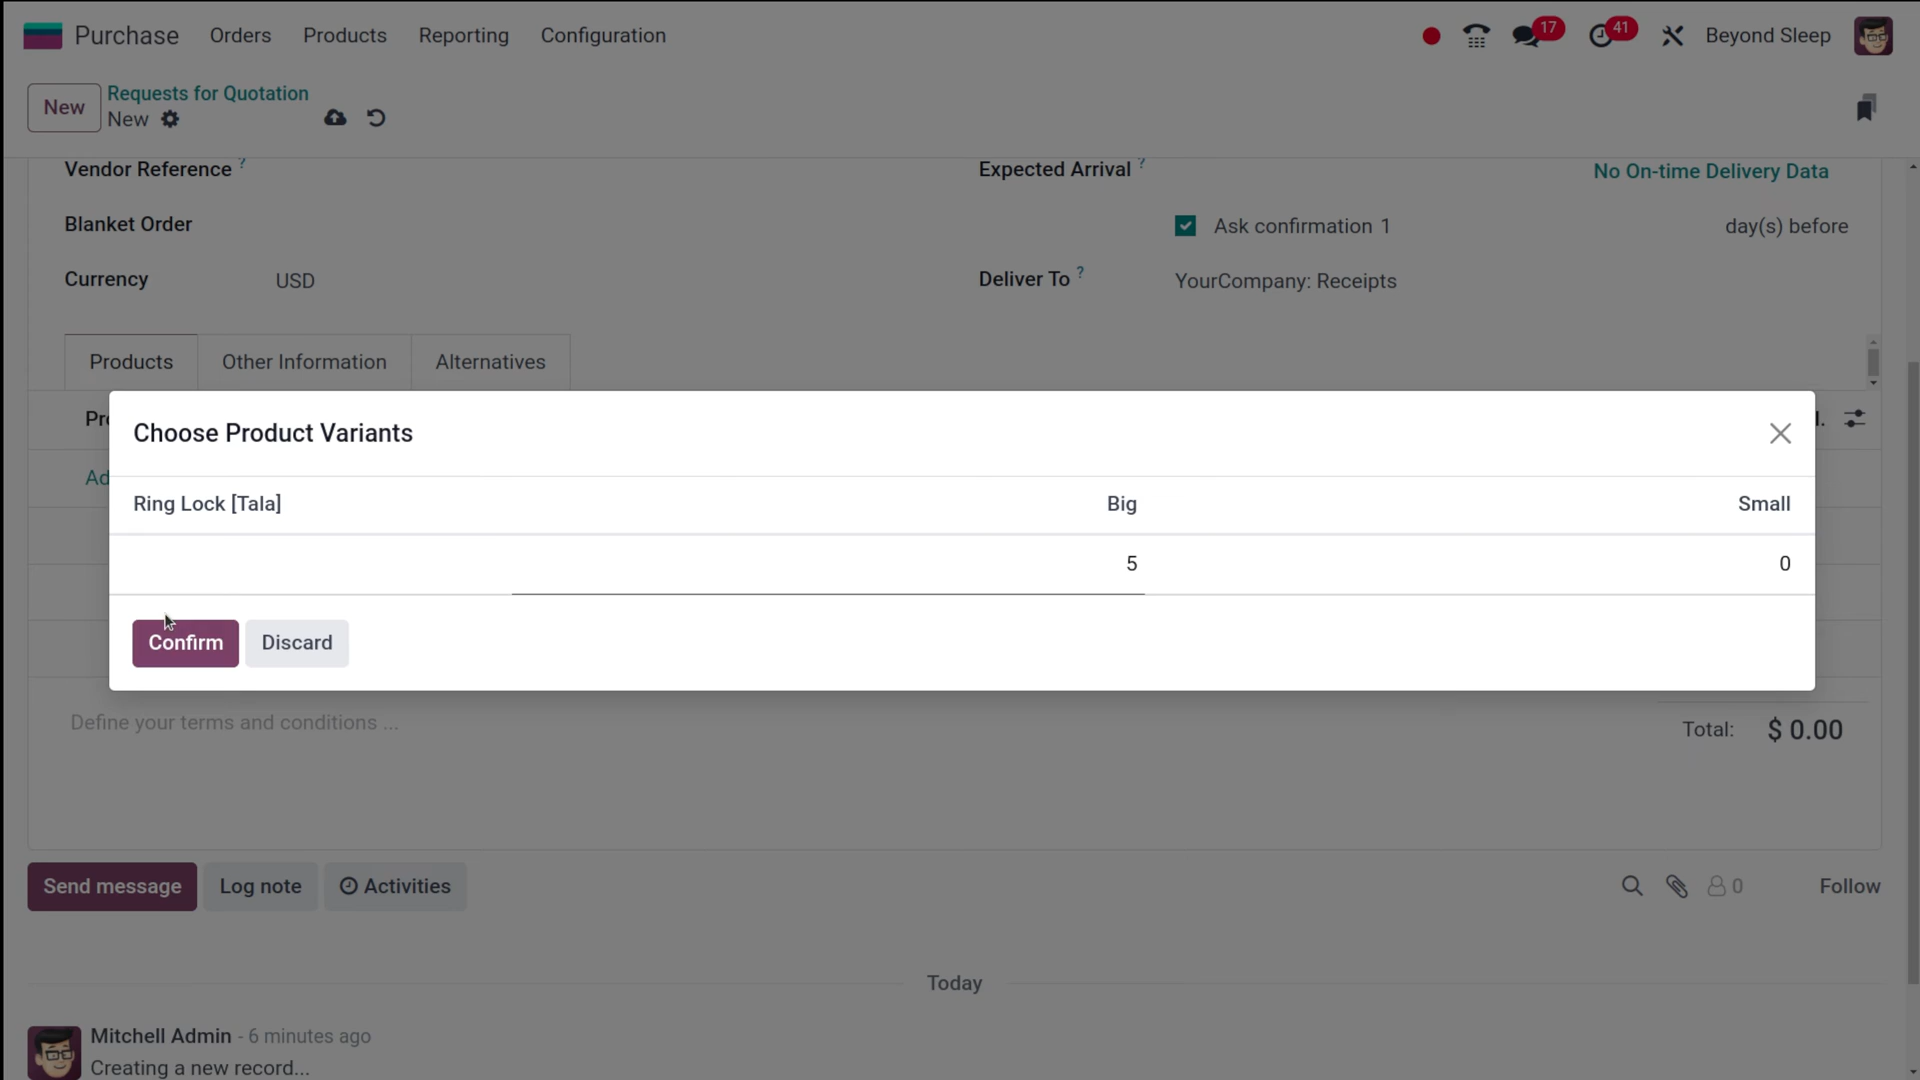 Purchase Orders Products Reporting Configuration 17 41 Beyond Sleep
New Requests for Quotation
New
Vendor Reference ? Expected Arrival ? No On-time Delivery Data
Blanket Order Ask confirmation 1 day(s) before
Currency USD Deliver To ? YourCompany: Receipts
Products Other Information Alternatives
Choose Product Variants
Ring Lock [Tala] Big Small
5 0
Confirm Discard
Define your terms and conditions ... Total: $ 0.00
Send message Log note Activities 0 Follow
Today
Mitchell Admin - 6 minutes ago
Creating a new record...